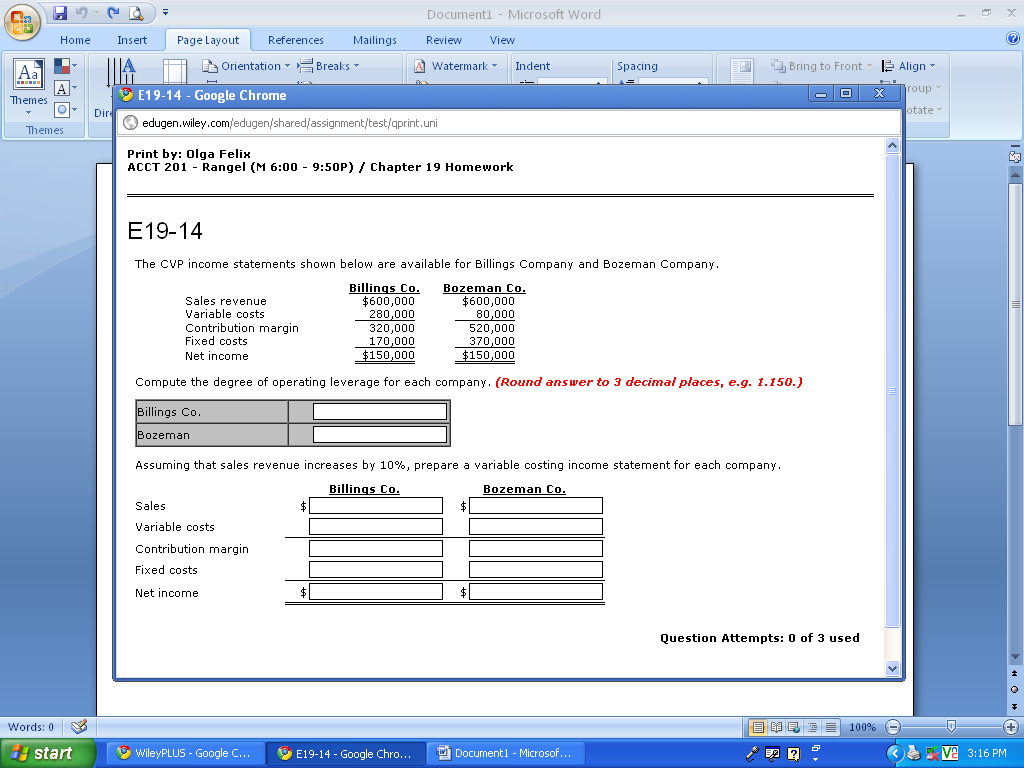 Document1 - Microsoft Word
Home Insert Page Layout References Mailings Review View
Orientation Breaks Watermark Indent Spacing Bring to Front Align
Themes
Themes
E19-14 - Google Chrome
edugen.wiley.com/edugen/shared/assignment/test/qprint.uni
Print by: Olga Felix
ACCT 201 - Rangel (M 6:00 - 9:50P) / Chapter 19 Homework
E19-14
The CVP income statements shown below are available for Billings Company and Bozeman Company.
Billings Co. Bozeman Co.
Sales revenue $600,000 $600,000
Variable costs 280,000 80,000
Contribution margin 320,000 520,000
Fixed costs 170,000 370,000
Net income $150,000 $150,000
Compute the degree of operating leverage for each company. (Round answer to 3 decimal places, e.g. 1.150.)
Billings Co.
Bozeman
Assuming that sales revenue increases by 10%, prepare a variable costing income statement for each company.
Billings Co. Bozeman Co.
Sales $ $
Variable costs
Contribution margin
Fixed costs
Net income $ $
Question Attempts: 0 of 3 used
Words: 0 100%
start WileyPLUS - Google C... E19-14 - Google Chro... Document1 - Microsof... 3:16 PM